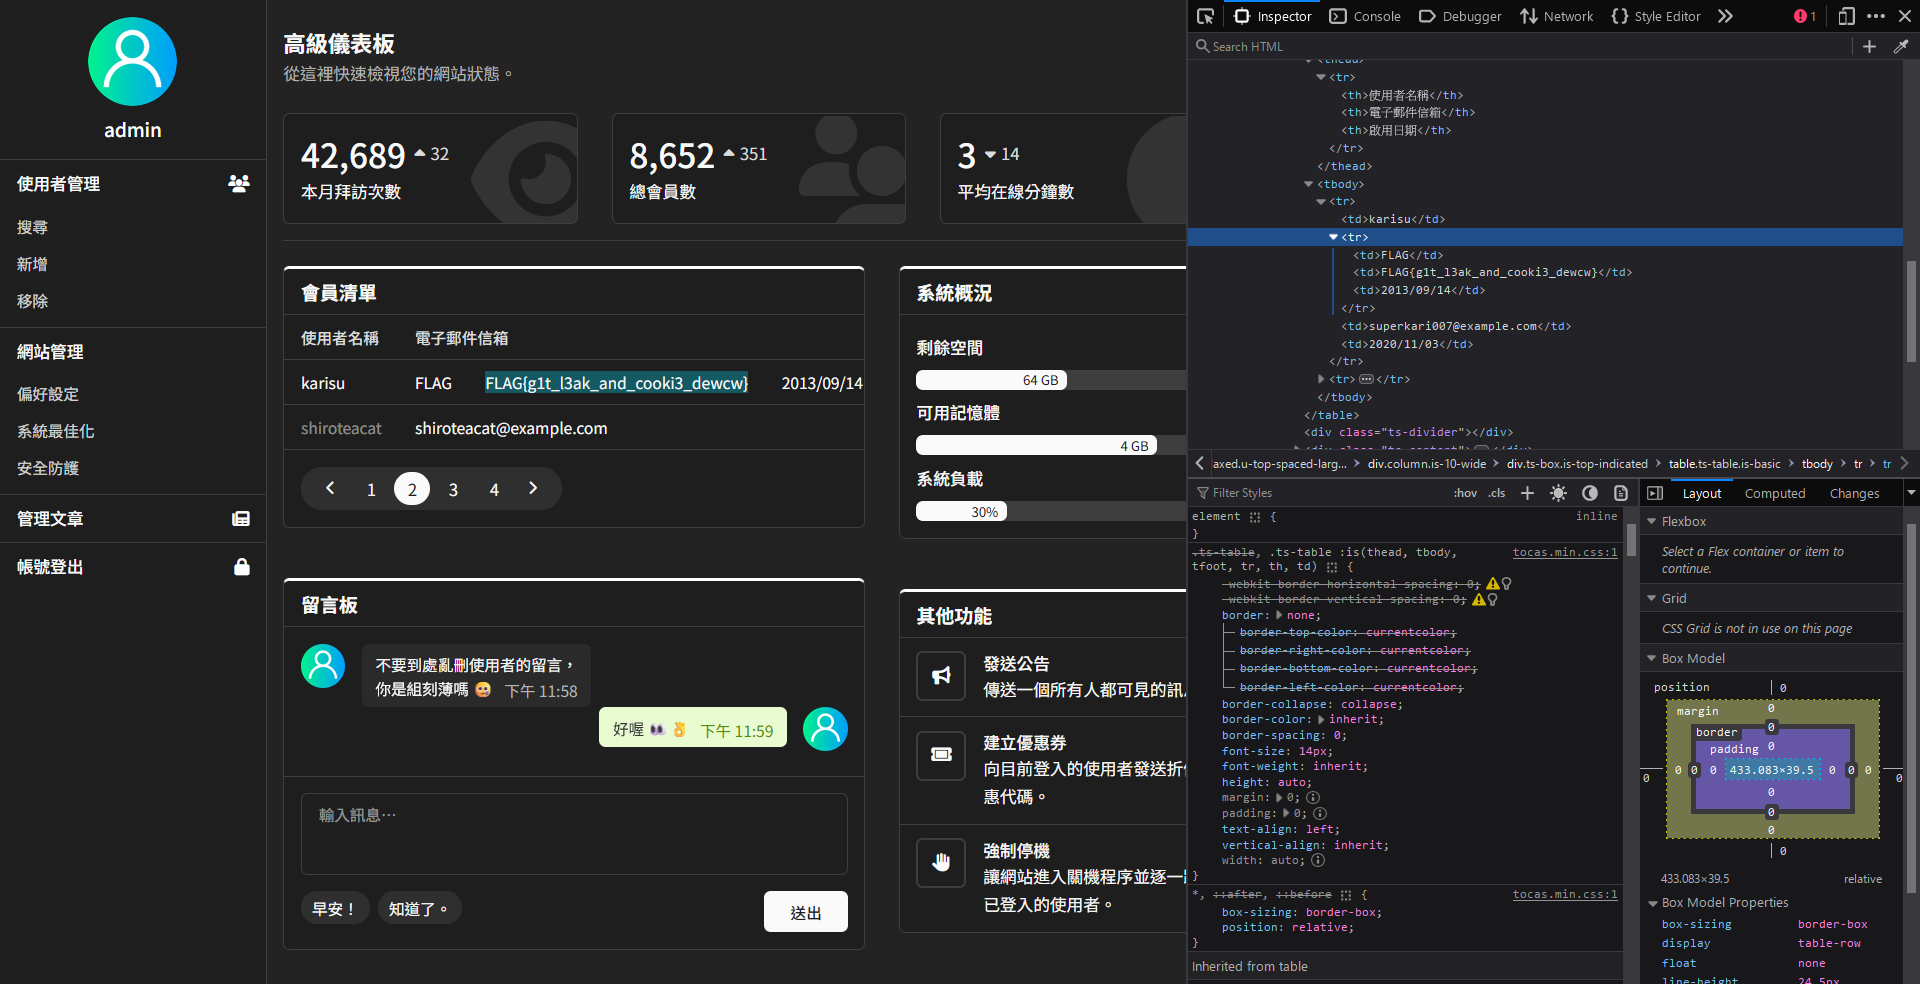 admin
使用者管理
搜尋
新增
移除
網站管理
偏好設定
系統最佳化
安全防護
管理文章
帳號登出
高級儀表板
從這裡快速檢視您的網站狀態。
42,689 32
本月拜訪次數
8,652 351
總會員數
3 14
平均在線分鐘數
會員清單
使用者名稱 電子郵件信箱
karisu FLAG FLAG{g1t_l3ak_and_cooki3_dewcw} 2013/09/14
shiroteacat shiroteacat@example.com
1 2 3 4
系統概況
剩餘空間
64 GB
可用記憶體
4 GB
系統負載
30%
留言板
不要到處亂刪使用者的留言，
你是組刻薄嗎 下午 11:58
好喔 下午 11:59
輸入訊息…
早安！ 知道了。
送出
其他功能
發送公告
傳送一個所有人都可見的訊
建立優惠券
向目前登入的使用者發送折
惠代碼。
強制停機
讓網站進入關機程序並逐一
已登入的使用者。
Inspector Console Debugger Network Style Editor 1
Search HTML
<thead>
<tr>
<th>使用者名稱</th>
<th>電子郵件信箱</th>
<th>啟用日期</th>
</tr>
</thead>
<tbody>
<tr>
<td>karisu</td>
<tr>
<td>FLAG</td>
<td>FLAG{g1t_l3ak_and_cooki3_dewcw}</td>
<td>2013/09/14</td>
</tr>
<td>superkari007@example.com</td>
<td>2020/11/03</td>
</tr>
<tr> </tr>
</tbody>
</table>
<div class="ts-divider"></div>
axed.u-top-spaced-larg... div.column.is-10-wide div.ts-box.is-top-indicated table.ts-table.is-basic tbody tr tr
Filter Styles :hov .cls
element { inline
}
.ts-table, .ts-table :is(thead, tbody, tocas.min.css:1
tfoot, tr, th, td) {
-webkit-border-horizontal-spacing: 0;
-webkit-border-vertical-spacing: 0;
border: none;
border-top-color: currentcolor;
border-right-color: currentcolor;
border-bottom-color: currentcolor;
border-left-color: currentcolor;
border-collapse: collapse;
border-color: inherit;
border-spacing: 0;
font-size: 14px;
font-weight: inherit;
height: auto;
margin: 0;
padding: 0;
text-align: left;
vertical-align: inherit;
width: auto;
}
*, ::after, ::before { tocas.min.css:1
box-sizing: border-box;
position: relative;
}
Inherited from table
Layout Computed Changes
Flexbox
Select a Flex container or item to
continue.
Grid
CSS Grid is not in use on this page
Box Model
position 0
margin 0
border 0
padding 0
0 0 0 0 433.083×39.5 0 0 0 0
0
0
0
0
433.083×39.5 relative
Box Model Properties
box-sizing border-box
display table-row
float none
line-height 24.5px